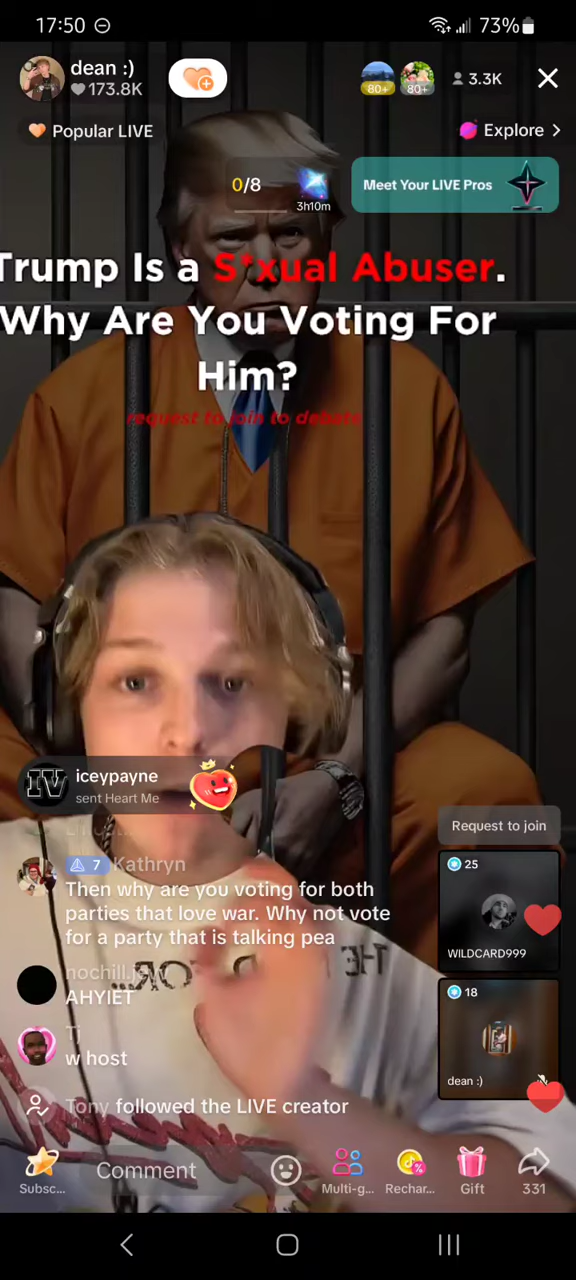 17:50
73%
dean :)
173.8K
80+
80+
3.3K
Popular LIVE
Explore
0/8
3h10m
Meet Your LIVE Pros
Trump Is a S*xual Abuser.
Why Are You Voting For
Him?
request to join to debate
iceypayne
sent Heart Me
Request to join
7 Kathryn
Then why are you voting for both
parties that love war. Why not vote
for a party that is talking pea
25
WILDCARD999
AHYIET
Tj
w host
18
dean :)
Tony followed the LIVE creator
Subsc...
Comment
Multi-g...
Rechar...
Gift
331